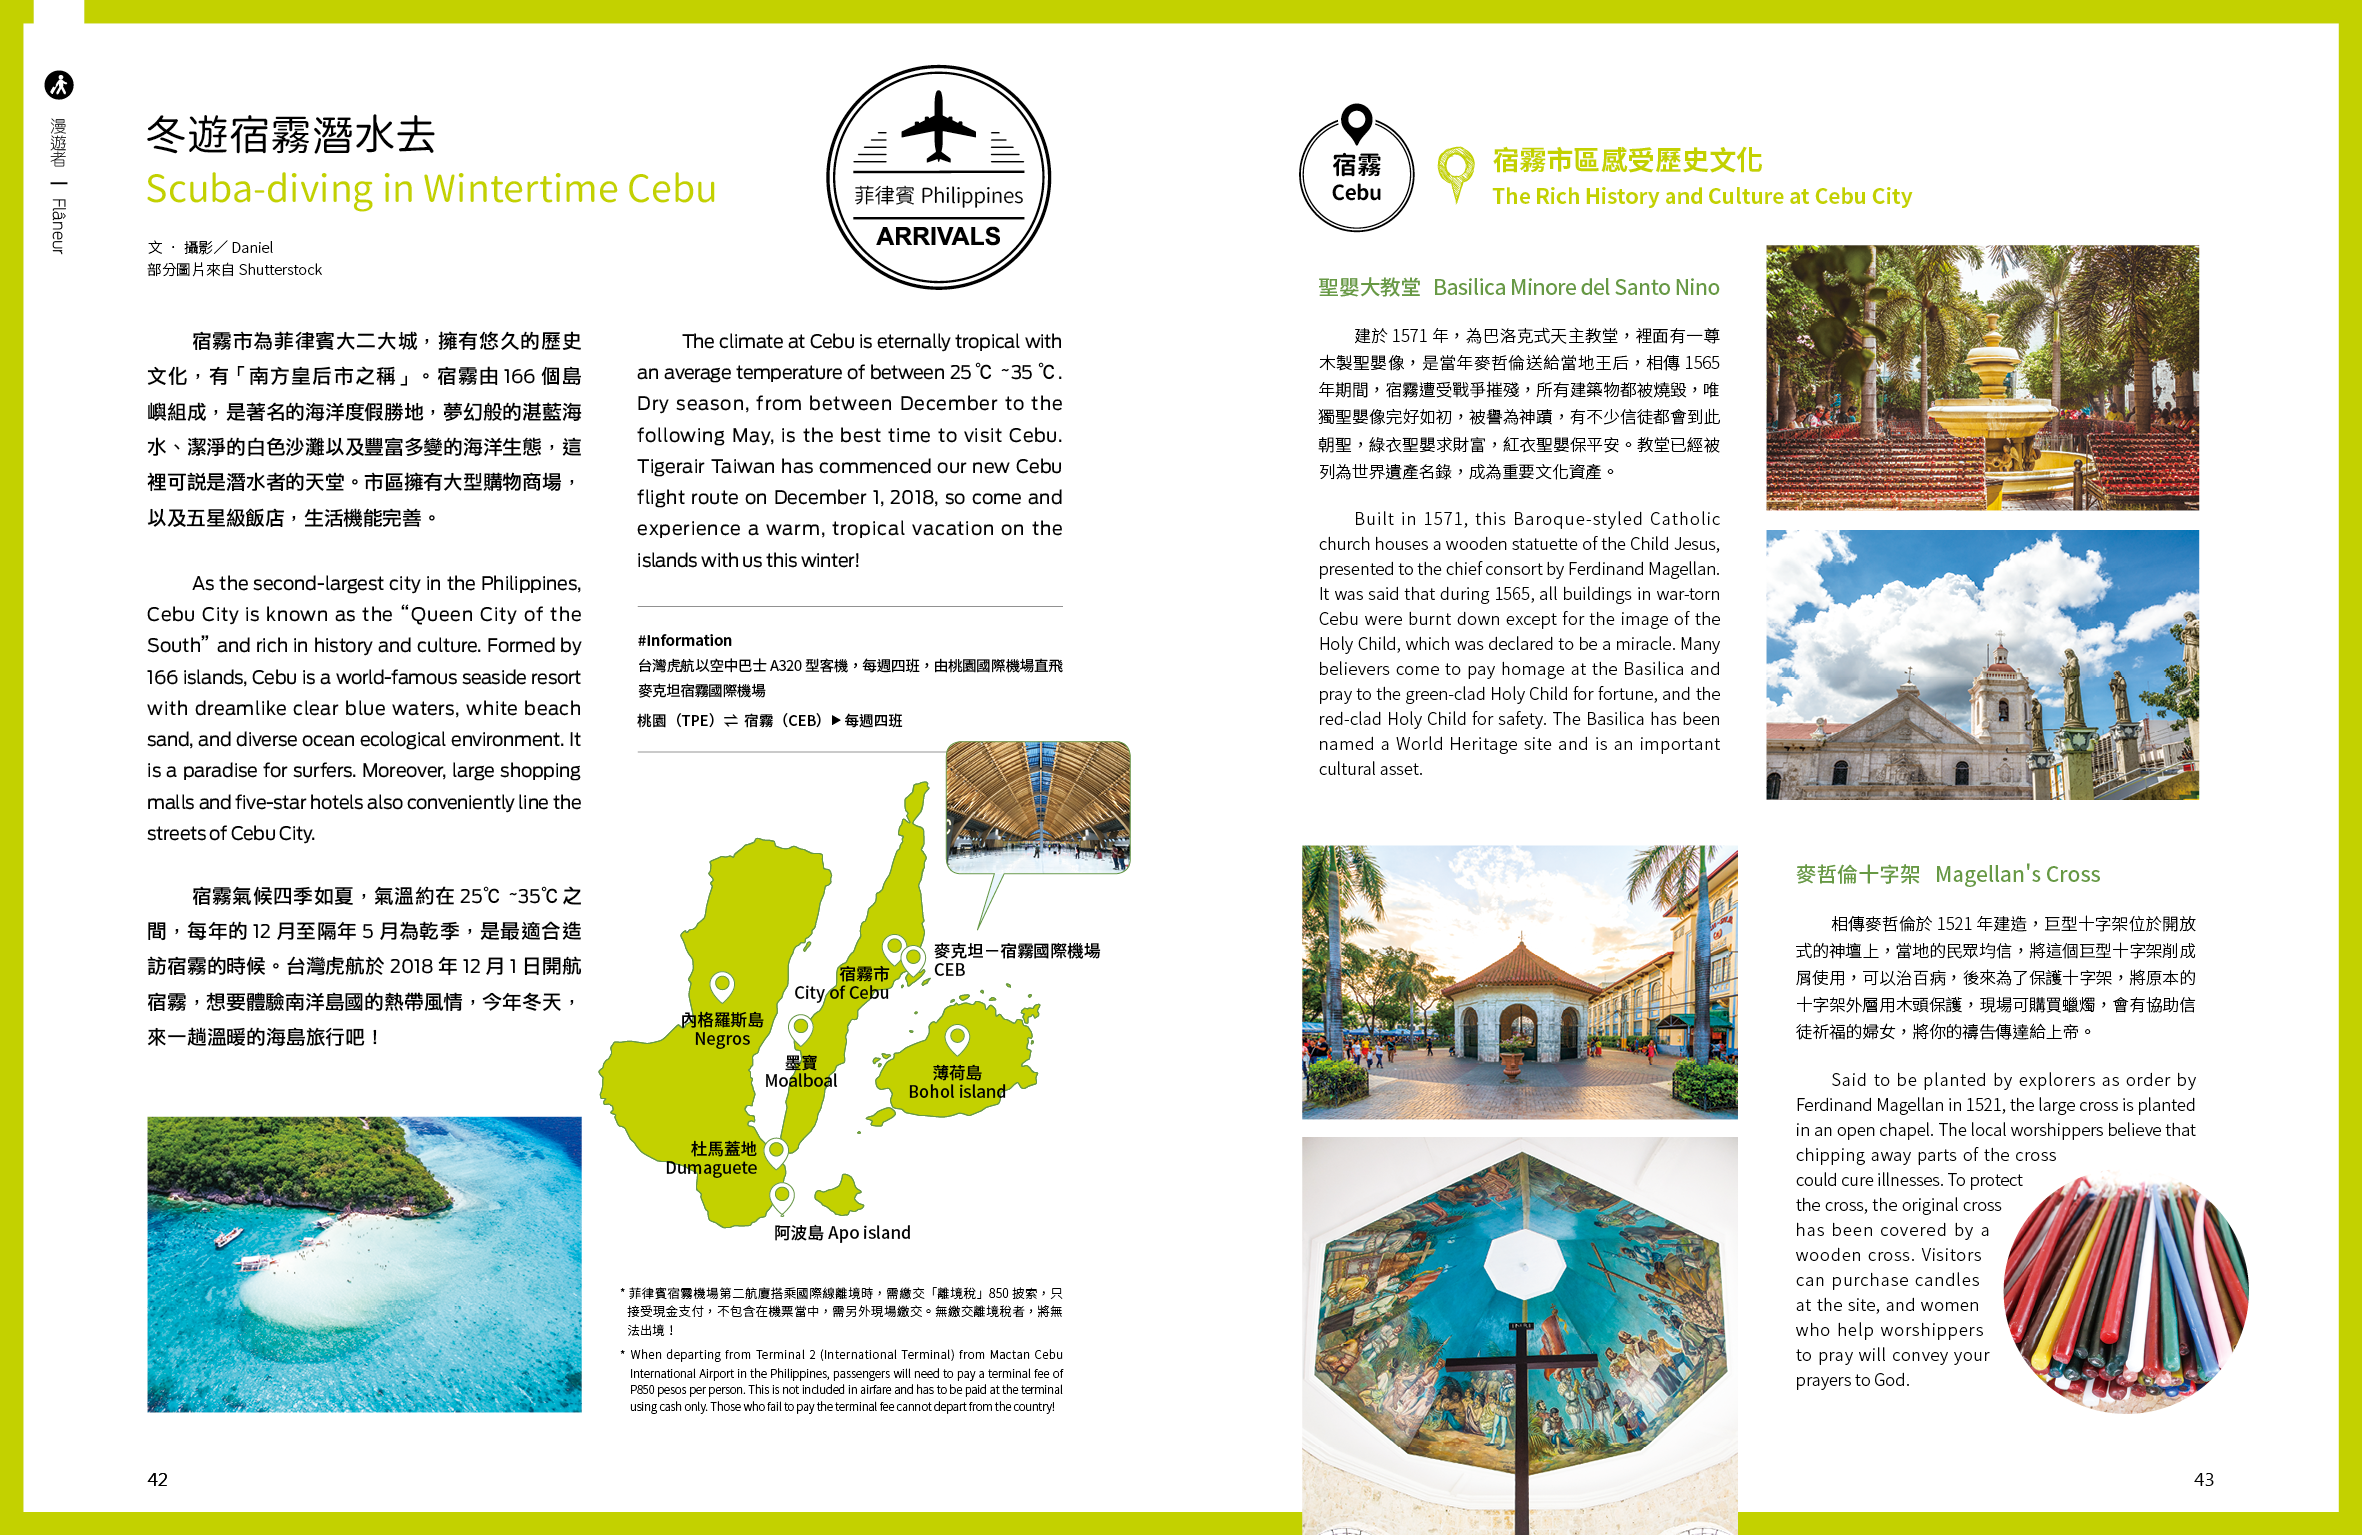 漫遊者 | Flâneur
冬遊宿霧潛水去
Scuba-diving in Wintertime Cebu
文 · 攝影／ Daniel
部分圖片來自 Shutterstock
菲律賓 Philippines
ARRIVALS
宿霧市為菲律賓大二大城，擁有悠久的歷史
文化，有「南方皇后市之稱」。宿霧由 166 個島
嶼組成，是著名的海洋度假勝地，夢幻般的湛藍海
水、潔淨的白色沙灘以及豐富多變的海洋生態，這
裡可説是潛水者的天堂。市區擁有大型購物商場，
以及五星級飯店，生活機能完善。
As the second-largest city in the Philippines,
Cebu City is known as the “Queen City of the
South” and rich in history and culture. Formed by
166 islands, Cebu is a world-famous seaside resort
with dreamlike clear blue waters, white beach
sand, and diverse ocean ecological environment. It
is a paradise for surfers. Moreover, large shopping
malls and five-star hotels also conveniently line the
streets of Cebu City.
宿霧氣候四季如夏，氣溫約在 25℃ ~35℃之
間，每年的 12 月至隔年 5 月為乾季，是最適合造
訪宿霧的時候。台灣虎航於 2018 年 12 月 1 日開航
宿霧，想要體驗南洋島國的熱帶風情，今年冬天，
來一趟溫暖的海島旅行吧！
The climate at Cebu is eternally tropical with
an average temperature of between 25℃ ~35 ℃.
Dry season, from between December to the
following May, is the best time to visit Cebu.
Tigerair Taiwan has commenced our new Cebu
flight route on December 1, 2018, so come and
experience a warm, tropical vacation on the
islands with us this winter!
#Information
台灣虎航以空中巴士 A320 型客機，每週四班，由桃園國際機場直飛
麥克坦宿霧國際機場
桃園（TPE）⇌ 宿霧（CEB）▶每週四班
麥克坦－宿霧國際機場
CEB
宿霧市
City of Cebu
內格羅斯島
Negros
墨寶
Moalboal
薄荷島
Bohol island
杜馬蓋地
Dumaguete
阿波島 Apo island
* 菲律賓宿霧機場第二航廈搭乘國際線離境時，需繳交「離境稅」850 披索，只
接受現金支付，不包含在機票當中，需另外現場繳交。無繳交離境稅者，將無
法出境！
* When departing from Terminal 2 (International Terminal) from Mactan Cebu
International Airport in the Philippines, passengers will need to pay a terminal fee of
P850 pesos per person. This is not included in airfare and has to be paid at the terminal
using cash only. Those who fail to pay the terminal fee cannot depart from the country!
42
宿霧
Cebu
宿霧市區感受歷史文化
The Rich History and Culture at Cebu City
聖嬰大教堂 Basilica Minore del Santo Nino
建於 1571 年，為巴洛克式天主教堂，裡面有一尊
木製聖嬰像，是當年麥哲倫送給當地王后，相傳 1565
年期間，宿霧遭受戰爭摧殘，所有建築物都被燒毀，唯
獨聖嬰像完好如初，被譽為神蹟，有不少信徒都會到此
朝聖，綠衣聖嬰求財富，紅衣聖嬰保平安。教堂已經被
列為世界遺產名錄，成為重要文化資產。
Built in 1571, this Baroque-styled Catholic
church houses a wooden statuette of the Child Jesus,
presented to the chief consort by Ferdinand Magellan.
It was said that during 1565, all buildings in war-torn
Cebu were burnt down except for the image of the
Holy Child, which was declared to be a miracle. Many
believers come to pay homage at the Basilica and
pray to the green-clad Holy Child for fortune, and the
red-clad Holy Child for safety. The Basilica has been
named a World Heritage site and is an important
cultural asset.
麥哲倫十字架 Magellan's Cross
相傳麥哲倫於 1521 年建造，巨型十字架位於開放
式的神壇上，當地的民眾均信，將這個巨型十字架削成
屑使用，可以治百病，後來為了保護十字架，將原本的
十字架外層用木頭保護，現場可購買蠟燭，會有協助信
徒祈福的婦女，將你的禱告傳達給上帝。
Said to be planted by explorers as order by
Ferdinand Magellan in 1521, the large cross is planted
in an open chapel. The local worshippers believe that
chipping away parts of the cross
could cure illnesses. To protect
the cross, the original cross
has been covered by a
wooden cross. Visitors
can purchase candles
at the site, and women
who help worshippers
to pray will convey your
prayers to God.
43